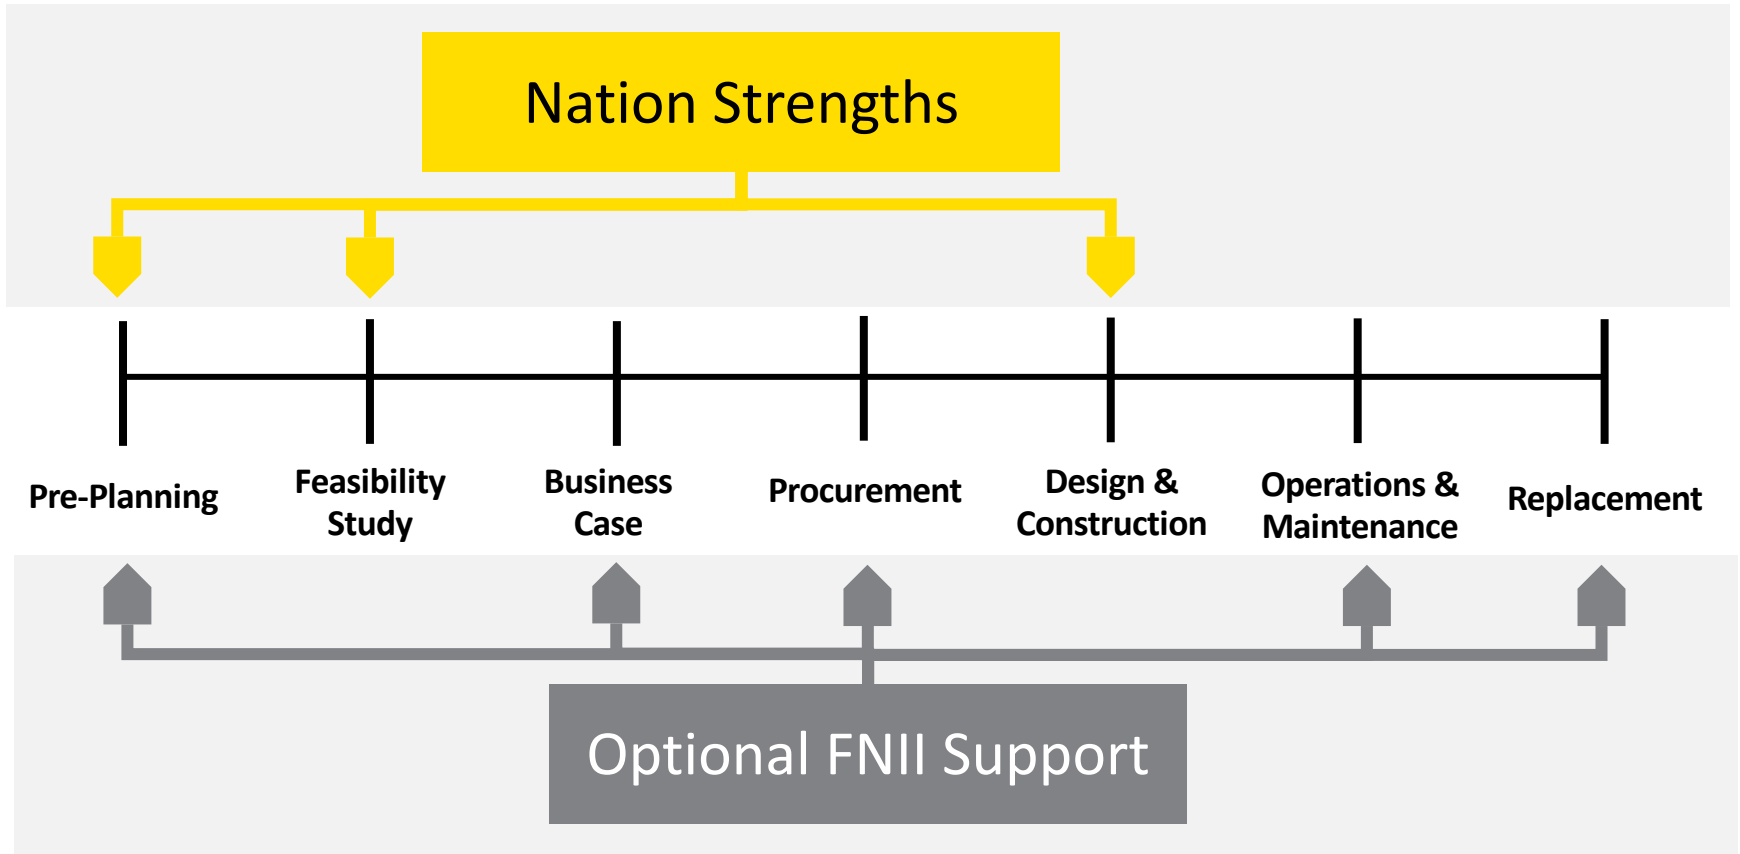 Nation Strengths
Pre-Planning
Feasibility
Study
Business
Case
Procurement
Design &
Construction
Operations &
Maintenance
Replacement
Optional FNII Support